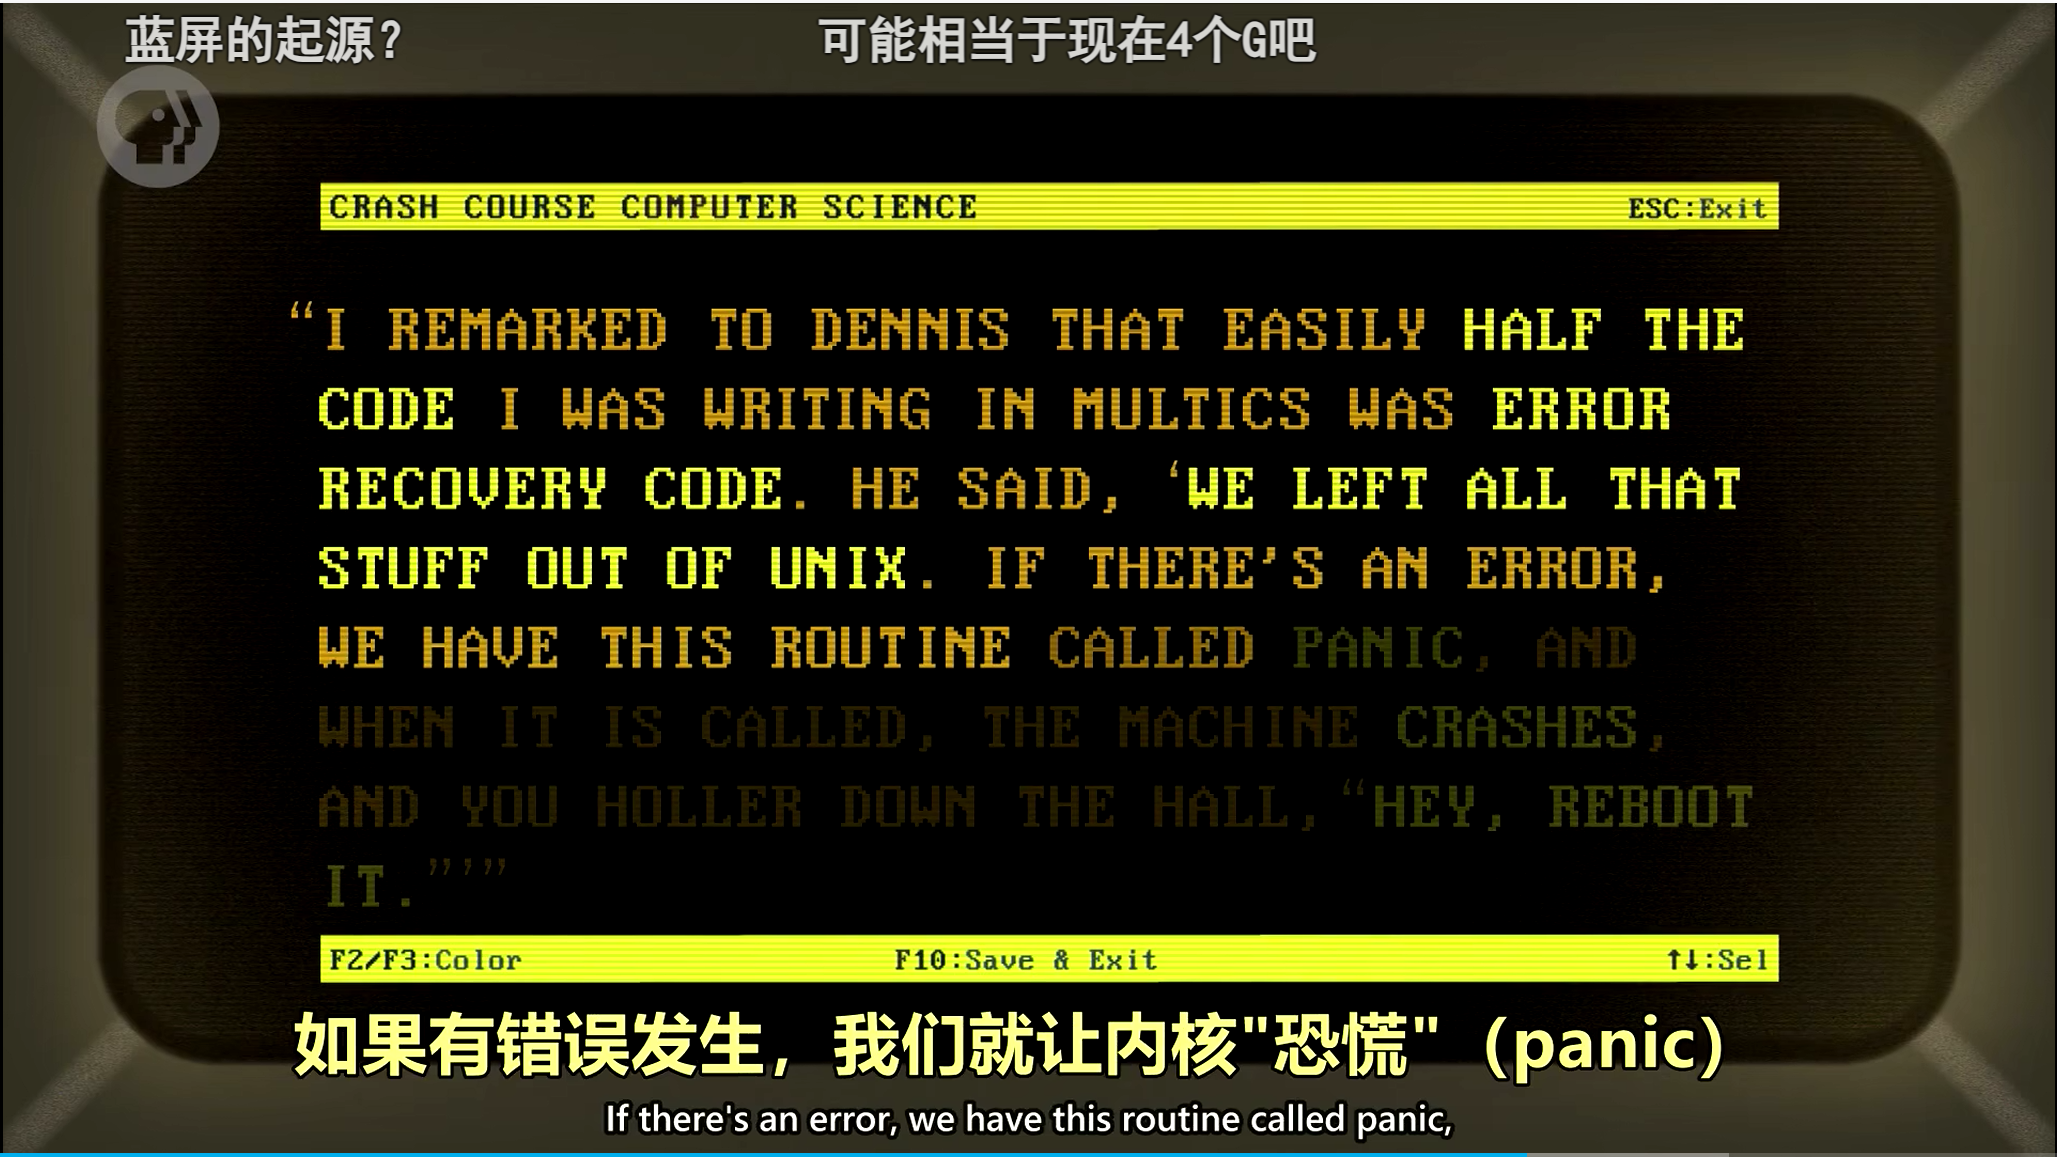 蓝屏的起源？
可能相当于现在4个G吧
CRASH COURSE COMPUTER SCIENCE
ESC:Exit
“I REMARKED TO DENNIS THAT EASILY HALF THE
CODE I WAS WRITING IN MULTICS WAS ERROR
RECOVERY CODE. HE SAID, ‘WE LEFT ALL THAT
STUFF OUT OF UNIX. IF THERE'S AN ERROR,
WE HAVE THIS ROUTINE CALLED PANIC, AND
WHEN IT IS CALLED, THE MACHINE CRASHES,
AND YOU HOLLER DOWN THE HALL, “HEY, REBOOT
IT.”’”
F2/F3:Color
F10:Save & Exit
↑↓:Sel
如果有错误发生，我们就让内核"恐慌"（panic）
If there's an error, we have this routine called panic,